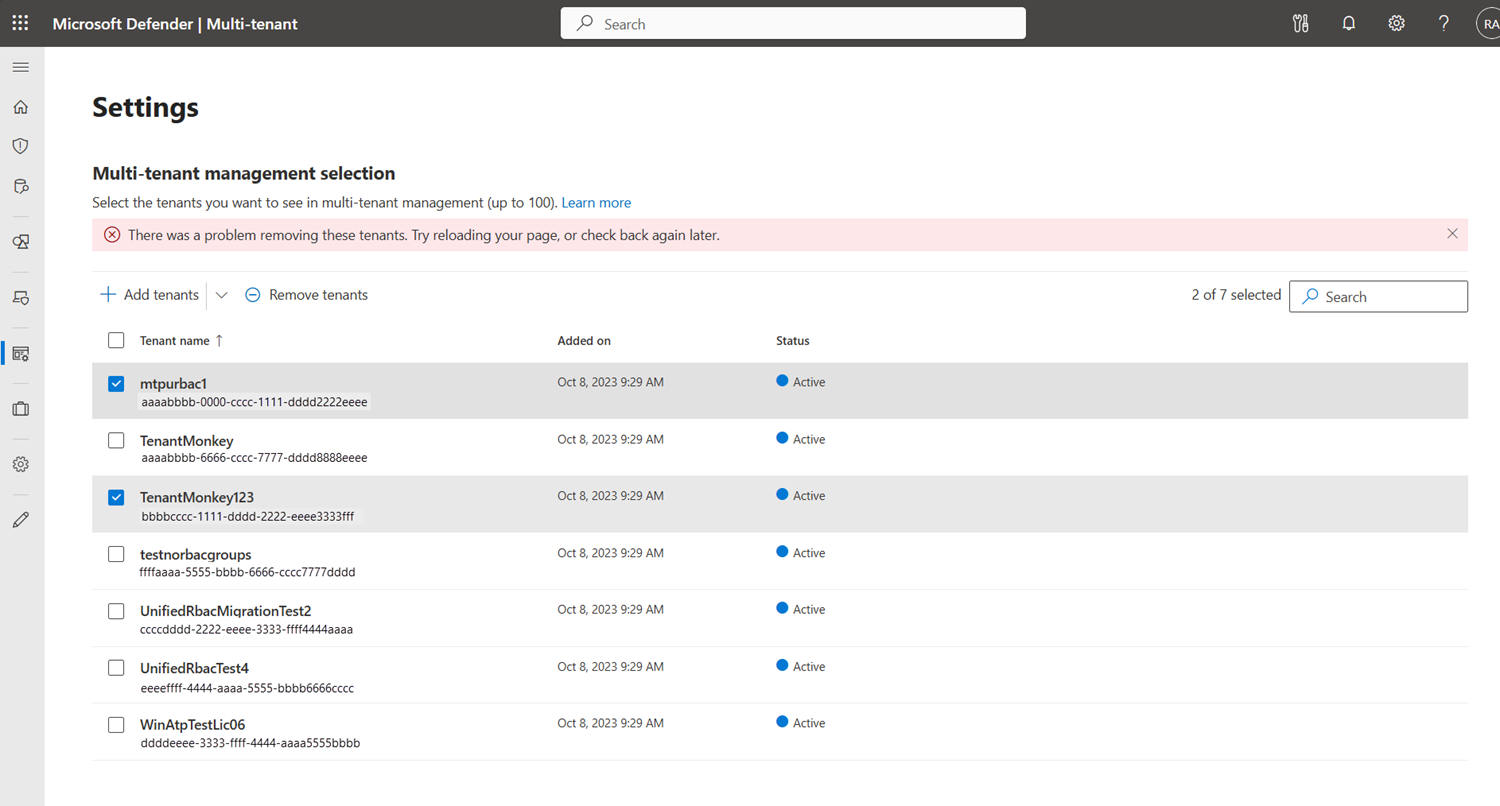 Microsoft Defender | Multi-tenant
Search
RA
Settings
Multi-tenant management selection
Select the tenants you want to see in multi-tenant management (up to 100). Learn more
There was a problem removing these tenants. Try reloading your page, or check back again later.
Add tenants Remove tenants 2 of 7 selected Search
Tenant name ↑ Added on Status
mtpurbac1 Oct 8, 2023 9:29 AM Active
aaaabbbb-0000-cccc-1111-dddd2222eeee
TenantMonkey Oct 8, 2023 9:29 AM Active
aaaabbbb-6666-cccc-7777-dddd8888eeee
TenantMonkey123 Oct 8, 2023 9:29 AM Active
bbbbcccc-1111-dddd-2222-eeee3333fff
testnorbacgroups Oct 8, 2023 9:29 AM Active
ffffaaaa-5555-bbbb-6666-cccc7777dddd
UnifiedRbacMigrationTest2 Oct 8, 2023 9:29 AM Active
ccccdddd-2222-eeee-3333-ffff4444aaaa
UnifiedRbacTest4 Oct 8, 2023 9:29 AM Active
eeeeffff-4444-aaaa-5555-bbbb6666cccc
WinAtpTestLic06 Oct 8, 2023 9:29 AM Active
ddddeeee-3333-ffff-4444-aaaa5555bbbb